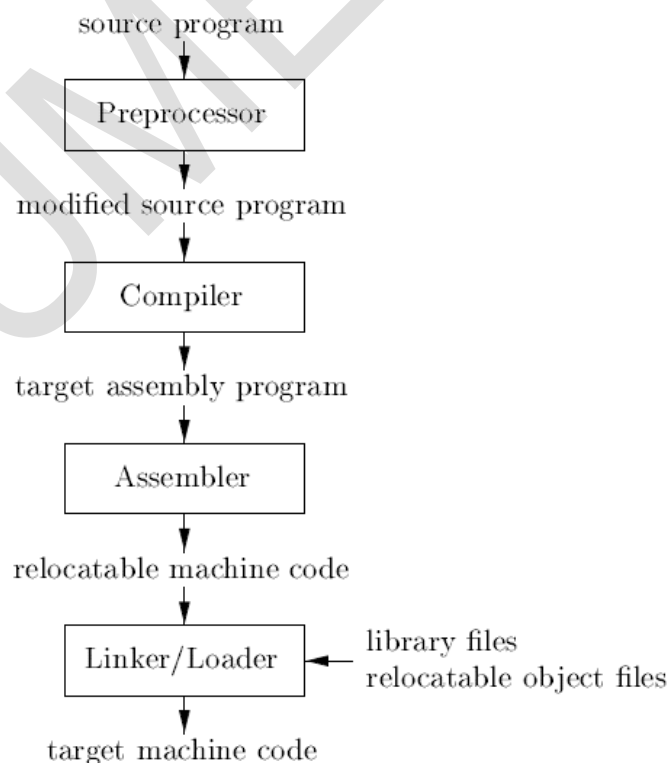 source program
Preprocessor
modified source program
Compiler
target assembly program
Assembler
relocatable machine code
Linker/Loader
library files
relocatable object files
target machine code